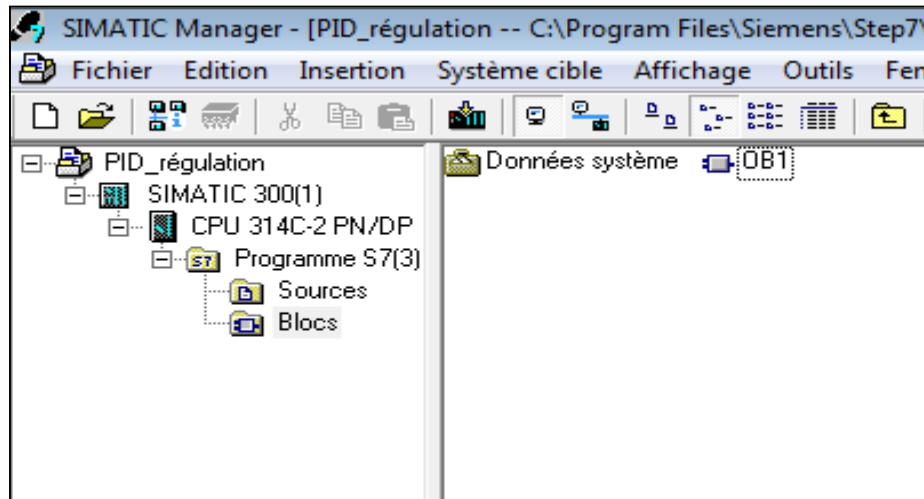 SIMATIC Manager - [PID_régulation -- C:\Program Files\Siemens\Step7\
Fichier Edition Insertion Système cible Affichage Outils Fen
PID_régulation
SIMATIC 300(1)
CPU 314C-2 PN/DP
Programme S7(3)
Sources
Blocs
Données système OB1